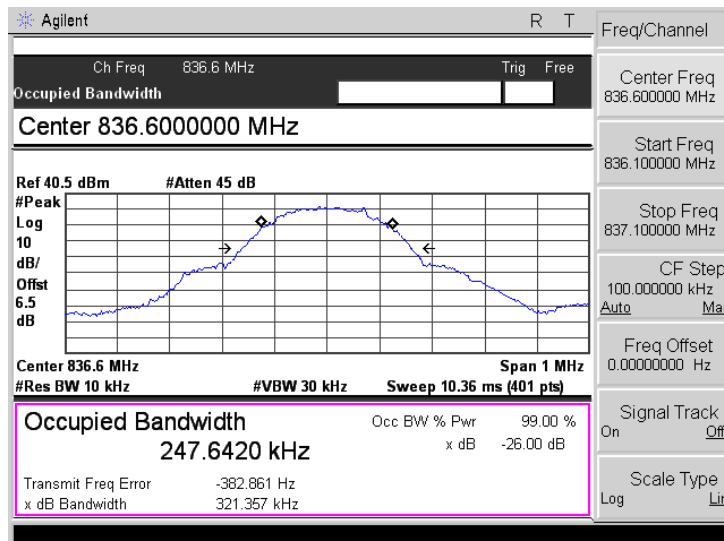 Agilent R T
Freq/Channel
Ch Freq 836.6 MHz Trig Free
Occupied Bandwidth
Center 836.6000000 MHz
Center Freq
836.600000 MHz
Start Freq
836.100000 MHz
Stop Freq
837.100000 MHz
CF Step
100.000000 kHz
Auto Ma
Freq Offset
0.00000000 Hz
Signal Track
On Off
Scale Type
Log Lin
Ref 40.5 dBm #Atten 45 dB
#Peak
Log
10
dB/
Offst
6.5
dB
Center 836.6 MHz Span 1 MHz
#Res BW 10 kHz #VBW 30 kHz Sweep 10.36 ms (401 pts)
Occupied Bandwidth Occ BW % Pwr 99.00 %
247.6420 kHz x dB -26.00 dB
Transmit Freq Error -382.861 Hz
x dB Bandwidth 321.357 kHz